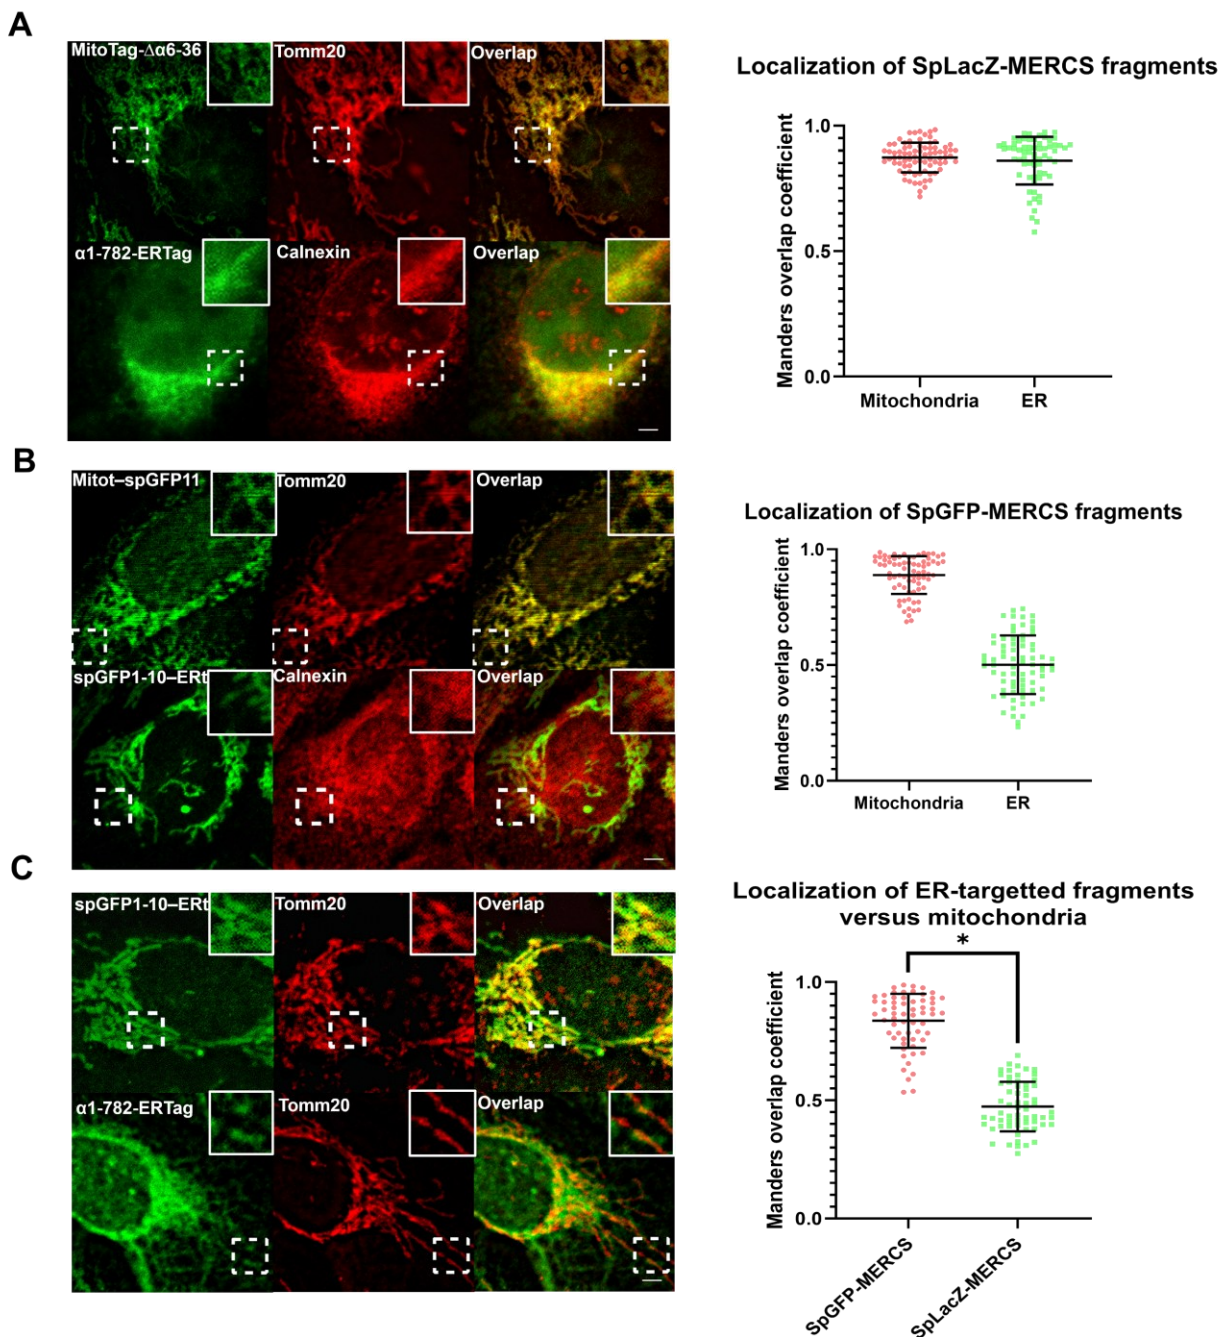 A
MitoTag-Δα6-36
Tomm20
Overlap
α1-782-ERTag
Calnexin
Overlap
Localization of SpLacZ-MERCS fragments
Manders overlap coefficient
1.0
0.5
0.0
Mitochondria
ER
B
Mitot–spGFP11
Tomm20
Overlap
spGFP1-10–ERt
Calnexin
Overlap
Localization of SpGFP-MERCS fragments
Manders overlap coefficient
1.0
0.5
0.0
Mitochondria
ER
C
spGFP1-10–ERt
Tomm20
Overlap
α1-782-ERTag
Tomm20
Overlap
Localization of ER-targetted fragments
versus mitochondria
*
Manders overlap coefficient
1.0
0.5
0.0
SpGFP-MERCS
SpLacZ-MERCS